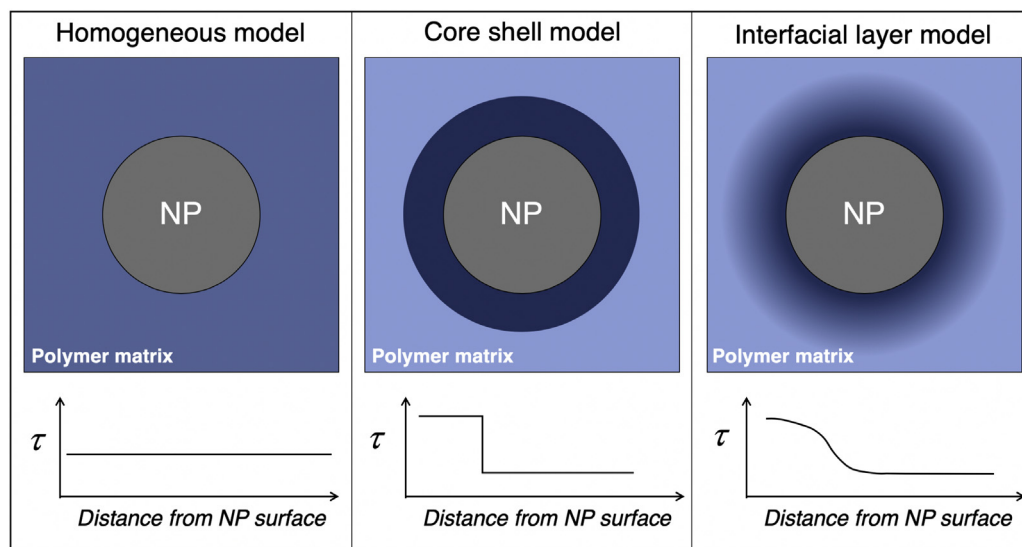 Homogeneous model
NP
Polymer matrix
τ
Distance from NP surface
Core shell model
NP
Polymer matrix
τ
Distance from NP surface
Interfacial layer model
NP
Polymer matrix
τ
Distance from NP surface